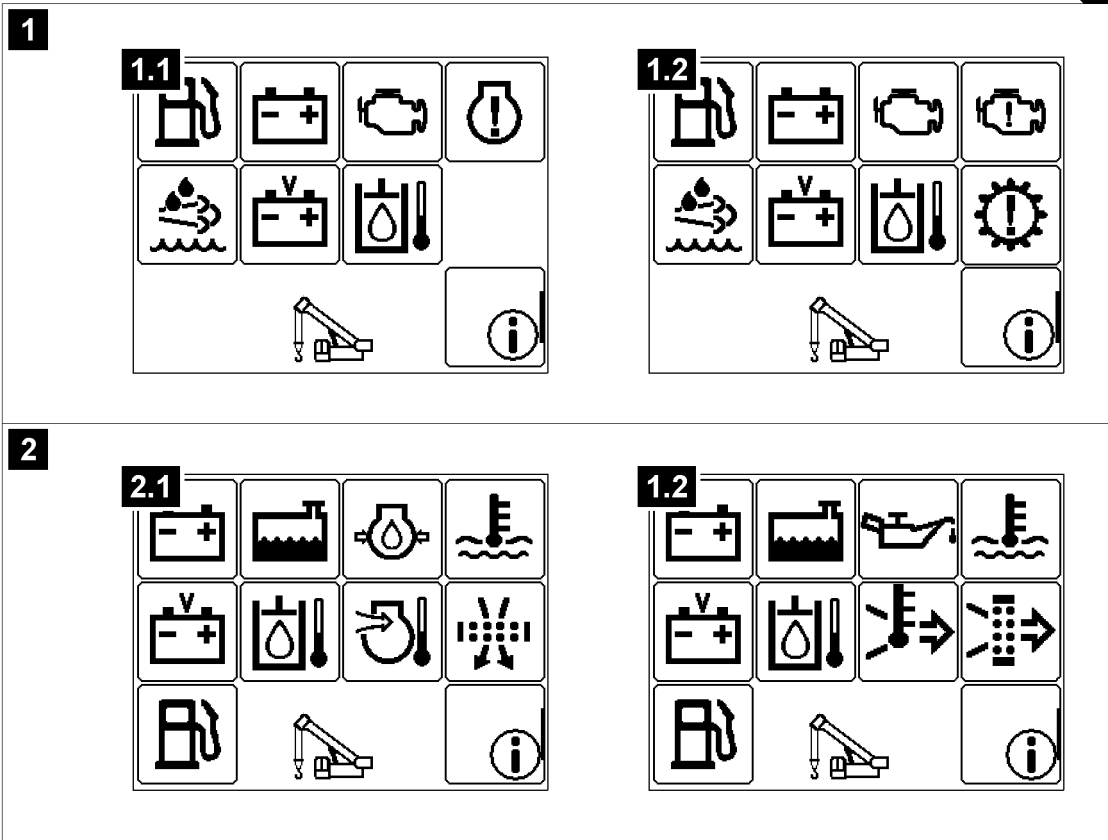 1
1.1
- +
!
V
- +
i
1.2
- +
!
V
- +
!
i
2
2.1
- +
V
- +
i
1.2
- +
V
- +
i